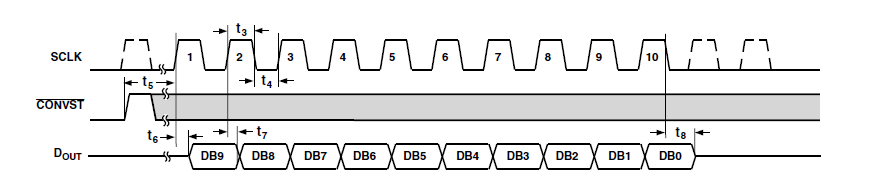 t3
SCLK 1 2 3 4 5 6 7 8 9 10
t5 t4
CONVST
t6 t7 t8
DOUT DB9 DB8 DB7 DB6 DB5 DB4 DB3 DB2 DB1 DB0